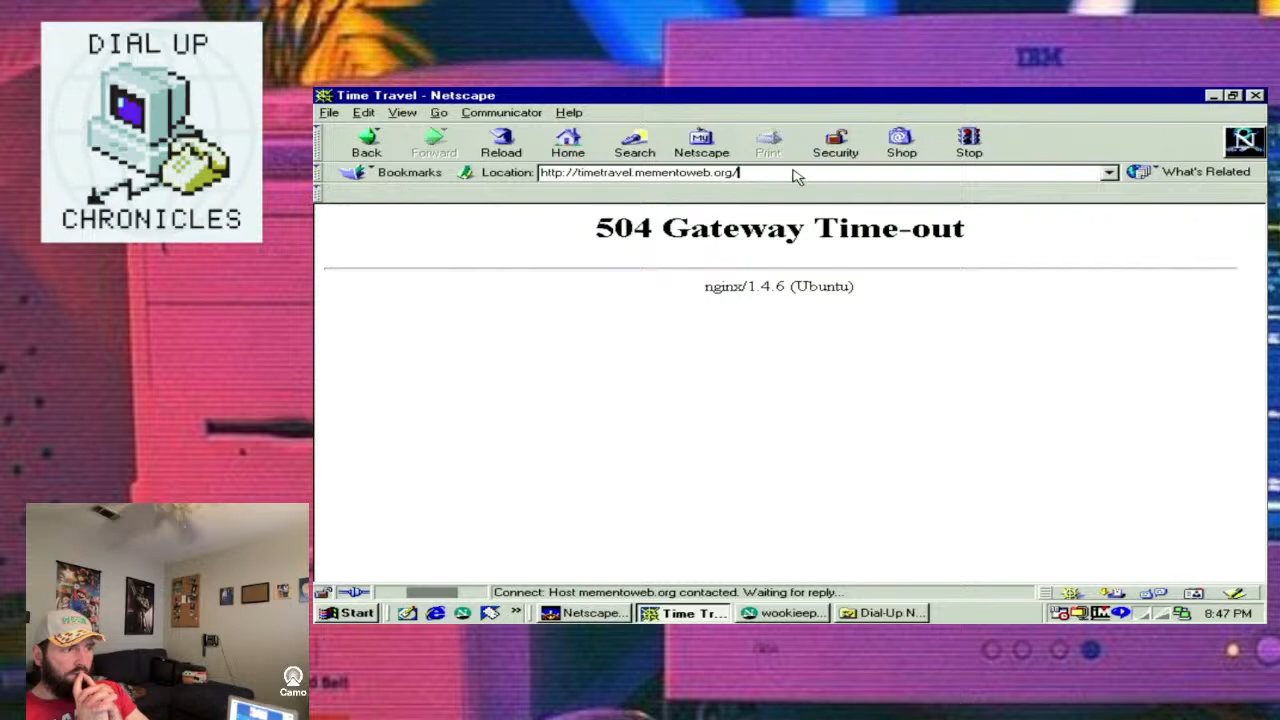 DIAL UP
CHRONICLES
IBM
Time Travel - Netscape
File Edit View Go Communicator Help
Back Forward Reload Home Search Netscape Print Security Shop Stop
My
N
Bookmarks Location: http://timetravel.mementoweb.org/ What's Related
504 Gateway Time-out
nginx/1.4.6 (Ubuntu)
Connect: Host mementoweb.org contacted. Waiting for reply...
Start Netscape... Time Tr... wookieep... Dial-Up N... 8:47 PM
Camo